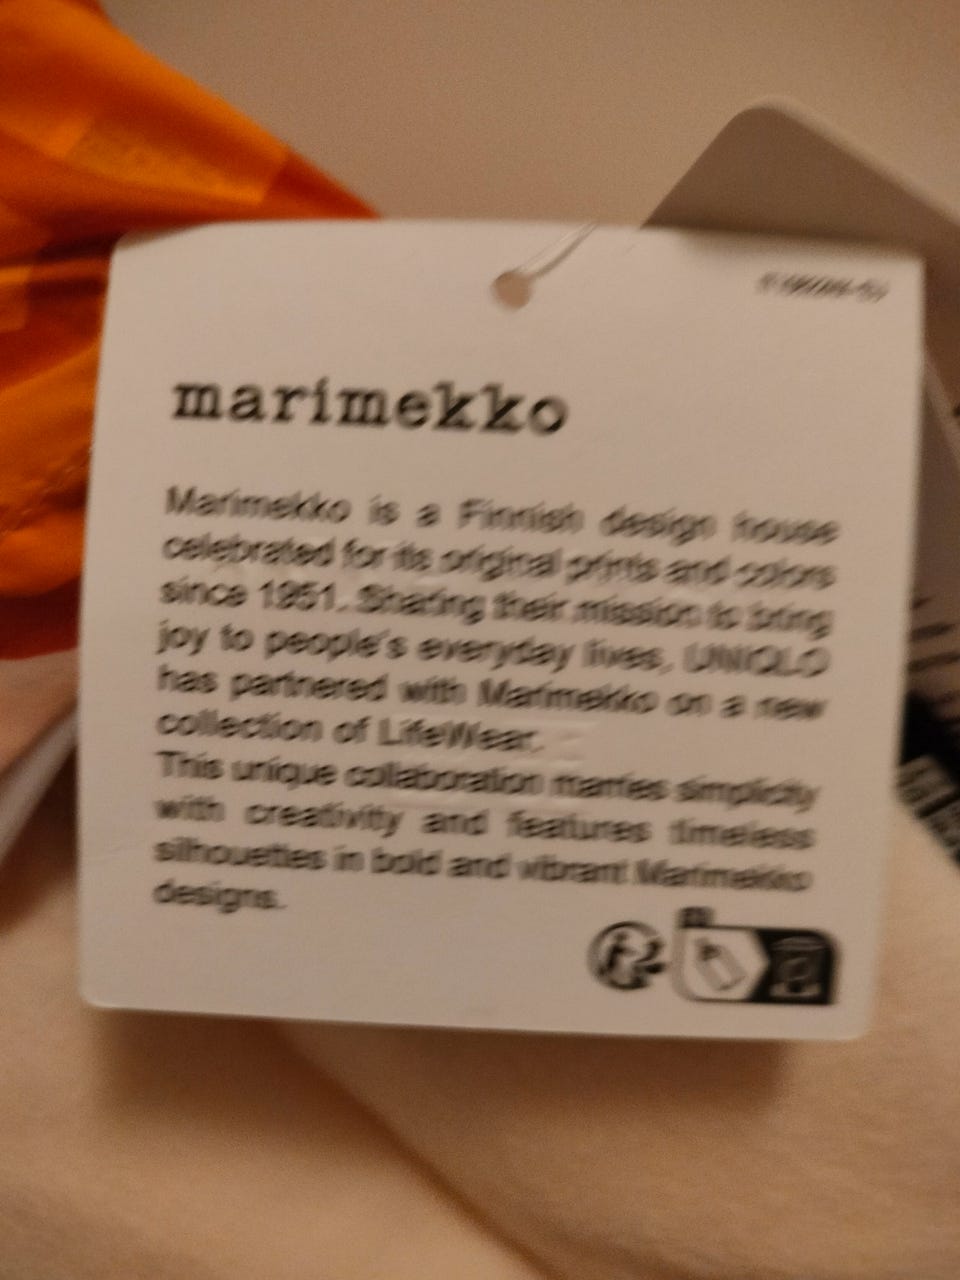 marimekko
Marimekko is a Finnish design house
celebrated for its original prints and colors
since 1951. Sharing their mission to bring
joy to people's everyday lives, UNIQLO
has partnered with Marimekko on a new
collection of LifeWear.
This unique collaboration marries simplicity
with creativity and features timeless
silhouettes in bold and vibrant Marimekko
designs.